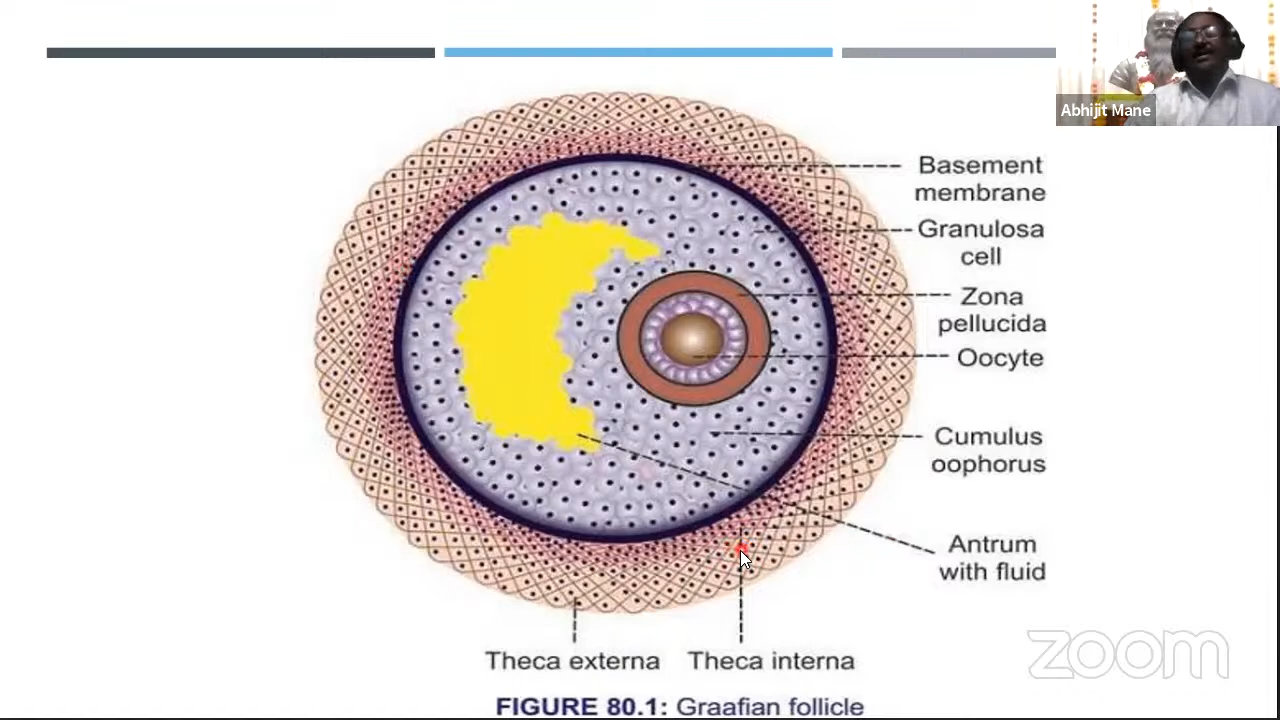 Abhijit Mane
Basement
membrane
Granulosa
cell
Zona
pellucida
Oocyte
Cumulus
oophorus
Antrum
with fluid
Theca externa
Theca interna
zoom
FIGURE 80.1: Graafian follicle